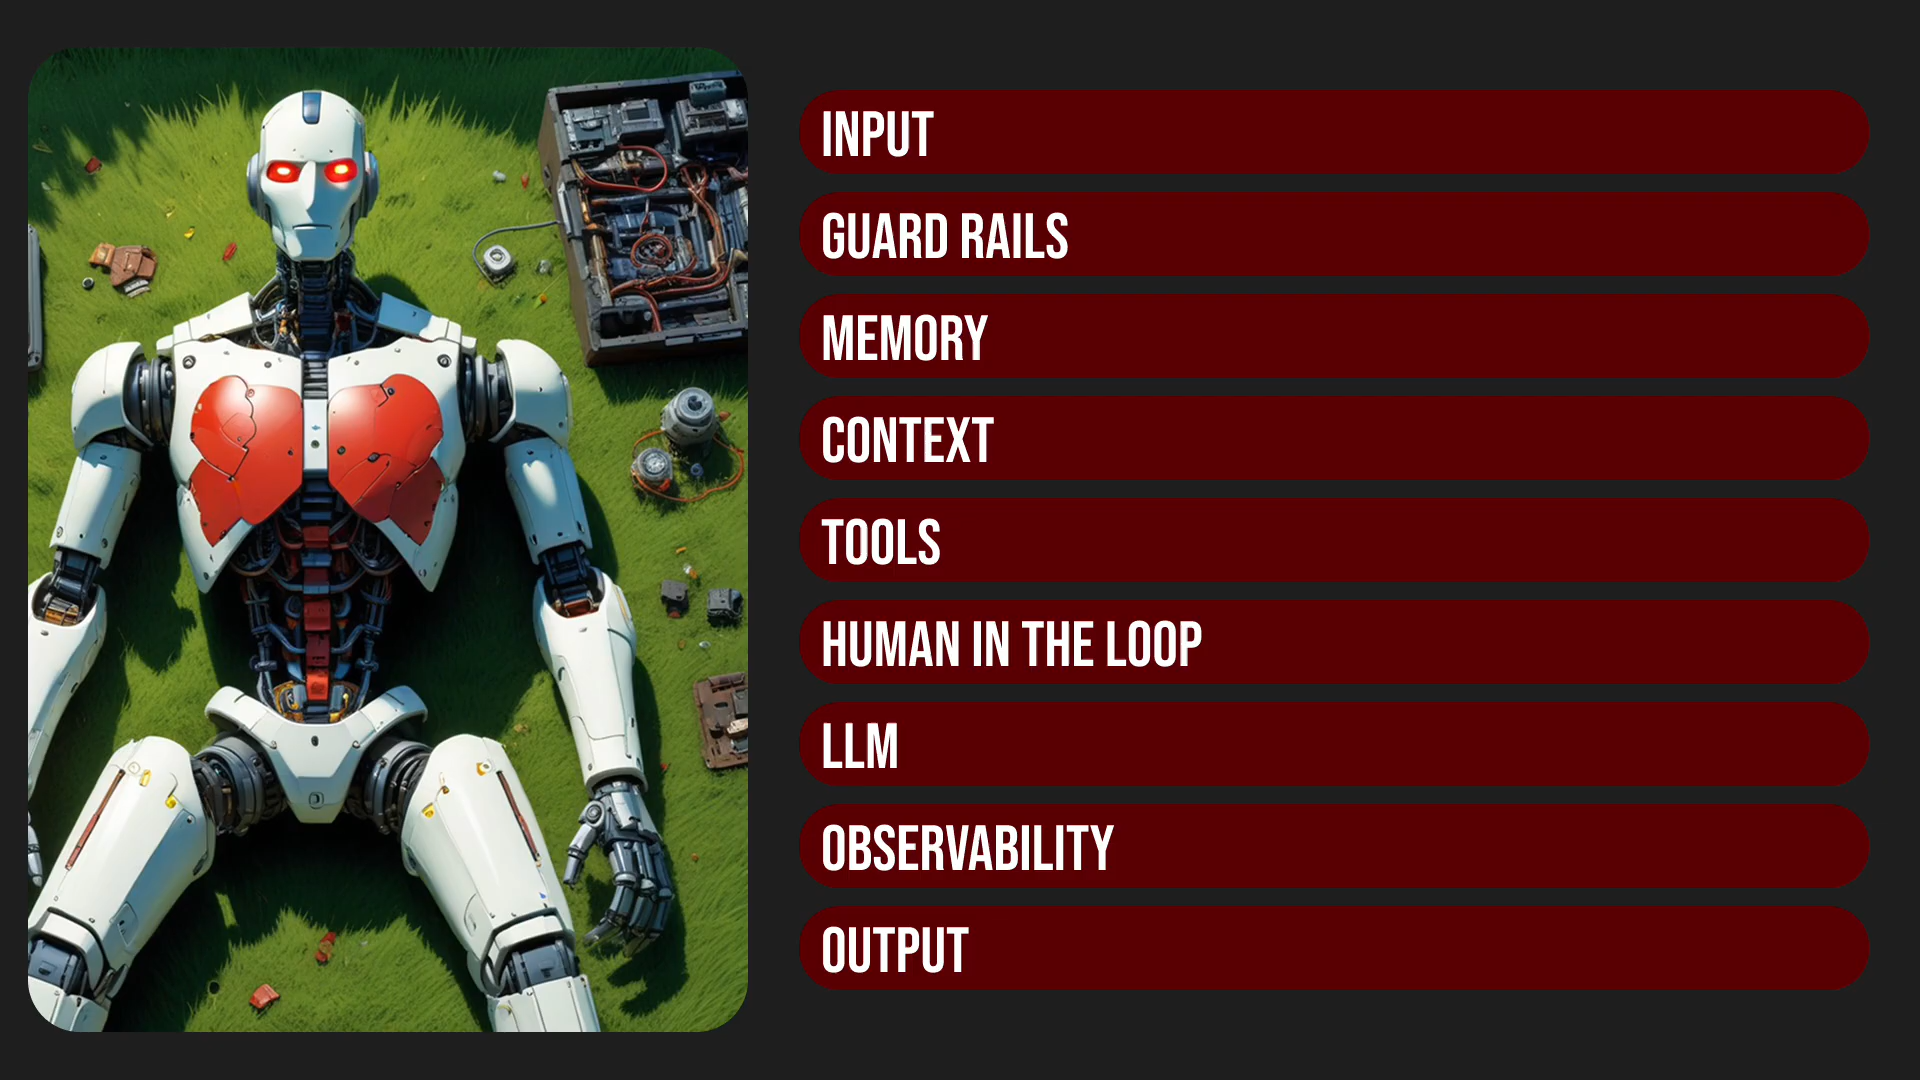 INPUT
GUARD RAILS
MEMORY
CONTEXT
TOOLS
HUMAN IN THE LOOP
LLM
OBSERVABILITY
OUTPUT